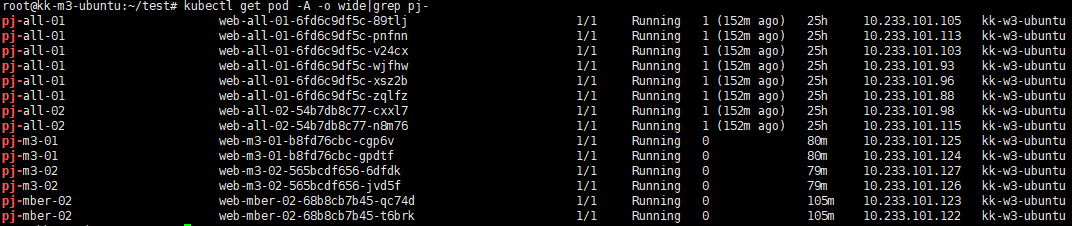 root@kk-m3-ubuntu:~/test# kubectl get pod -A -o wide|grep pj-
pj-all-01 web-all-01-6fd6c9df5c-89tlj 1/1 Running 1 (152m ago) 25h 10.233.101.105 kk-w3-ubuntu
pj-all-01 web-all-01-6fd6c9df5c-pnfnn 1/1 Running 1 (152m ago) 25h 10.233.101.113 kk-w3-ubuntu
pj-all-01 web-all-01-6fd6c9df5c-v24cx 1/1 Running 1 (152m ago) 25h 10.233.101.103 kk-w3-ubuntu
pj-all-01 web-all-01-6fd6c9df5c-wjfhw 1/1 Running 1 (152m ago) 25h 10.233.101.93 kk-w3-ubuntu
pj-all-01 web-all-01-6fd6c9df5c-xsz2b 1/1 Running 1 (152m ago) 25h 10.233.101.96 kk-w3-ubuntu
pj-all-01 web-all-01-6fd6c9df5c-zqlfz 1/1 Running 1 (152m ago) 25h 10.233.101.88 kk-w3-ubuntu
pj-all-02 web-all-02-54b7db8c77-cxxl7 1/1 Running 1 (152m ago) 25h 10.233.101.98 kk-w3-ubuntu
pj-all-02 web-all-02-54b7db8c77-n8m76 1/1 Running 1 (152m ago) 25h 10.233.101.115 kk-w3-ubuntu
pj-m3-01 web-m3-01-b8fd76cbc-cgp6v 1/1 Running 0 80m 10.233.101.125 kk-w3-ubuntu
pj-m3-01 web-m3-01-b8fd76cbc-gpdtf 1/1 Running 0 80m 10.233.101.124 kk-w3-ubuntu
pj-m3-02 web-m3-02-565bcdf656-6dfdk 1/1 Running 0 79m 10.233.101.127 kk-w3-ubuntu
pj-m3-02 web-m3-02-565bcdf656-jvd5f 1/1 Running 0 79m 10.233.101.126 kk-w3-ubuntu
pj-mber-02 web-mber-02-68b8cb7b45-qc74d 1/1 Running 0 105m 10.233.101.123 kk-w3-ubuntu
pj-mber-02 web-mber-02-68b8cb7b45-t6brk 1/1 Running 0 105m 10.233.101.122 kk-w3-ubuntu